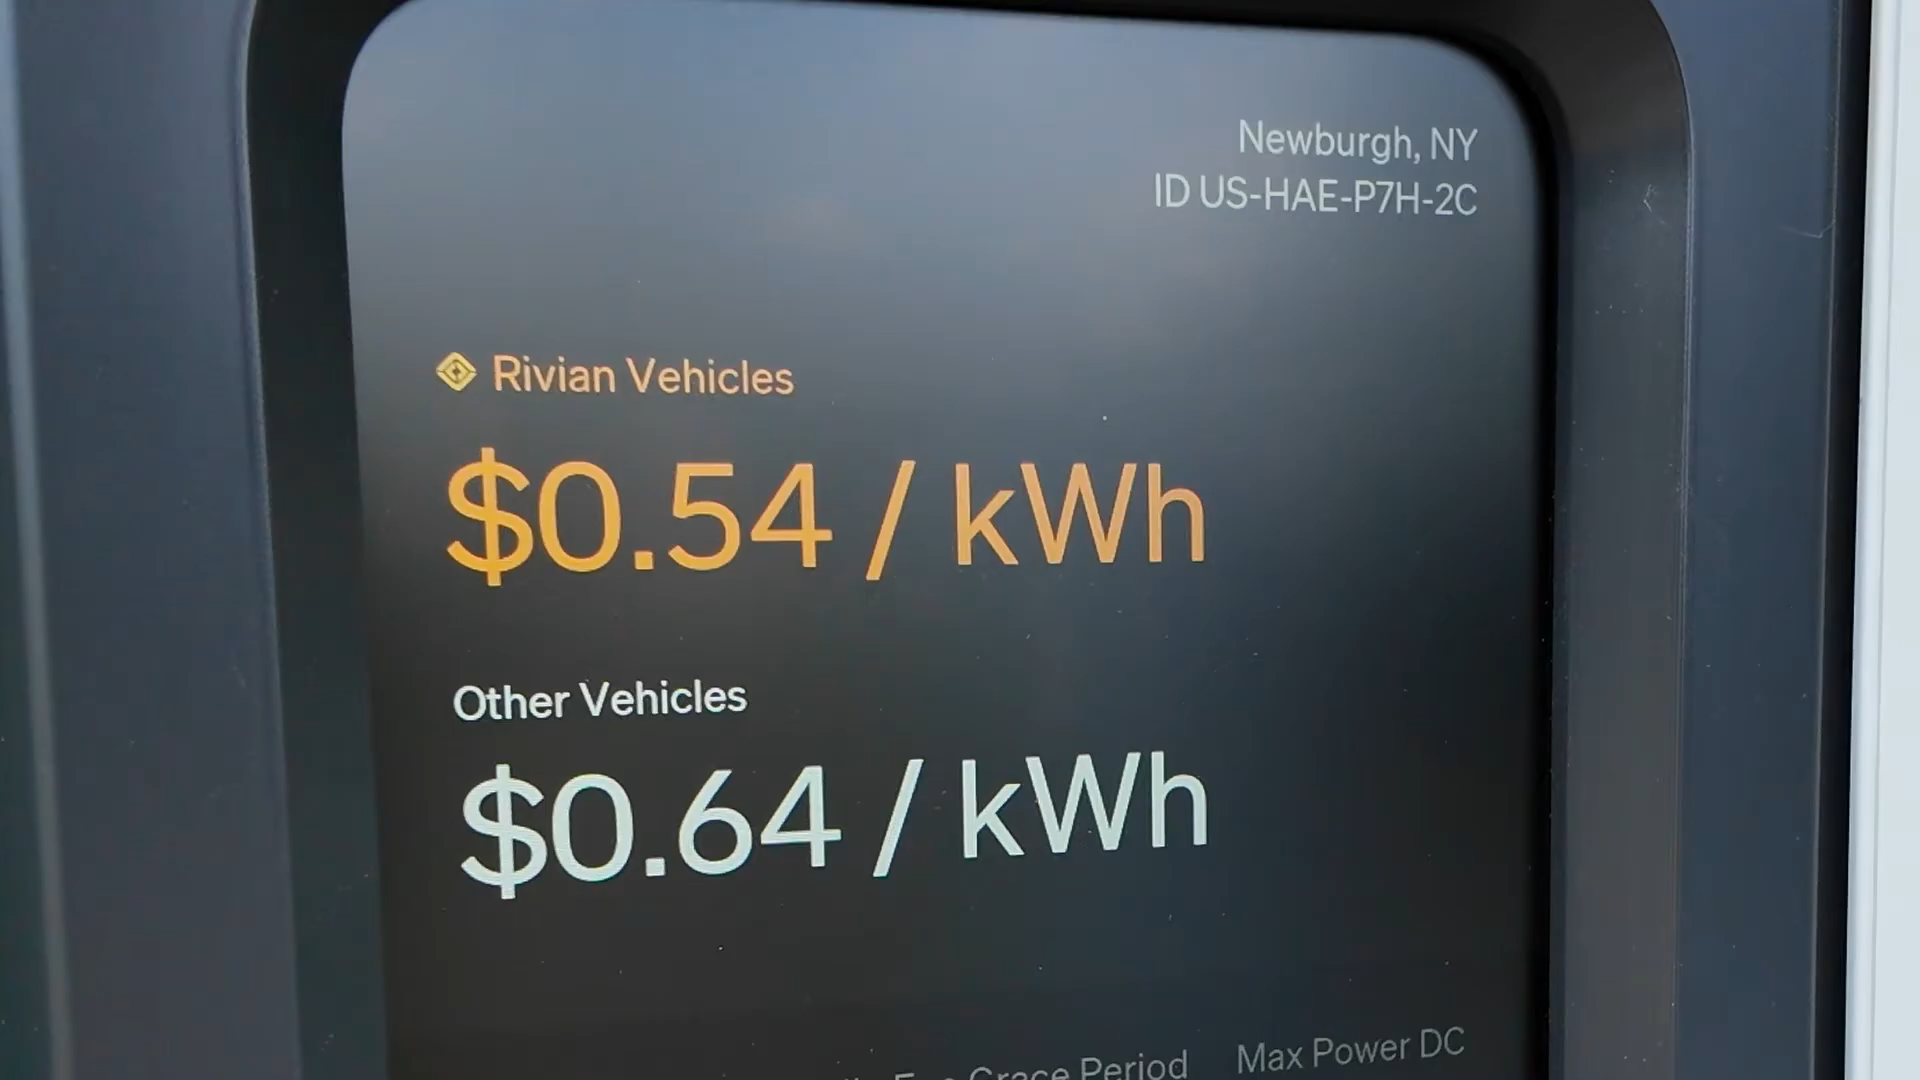 Newburgh, NY
ID US-HAE-P7H-2C
Rivian Vehicles
$0.54 / kWh
Other Vehicles
$0.64 / kWh
Grace Period Max Power DC